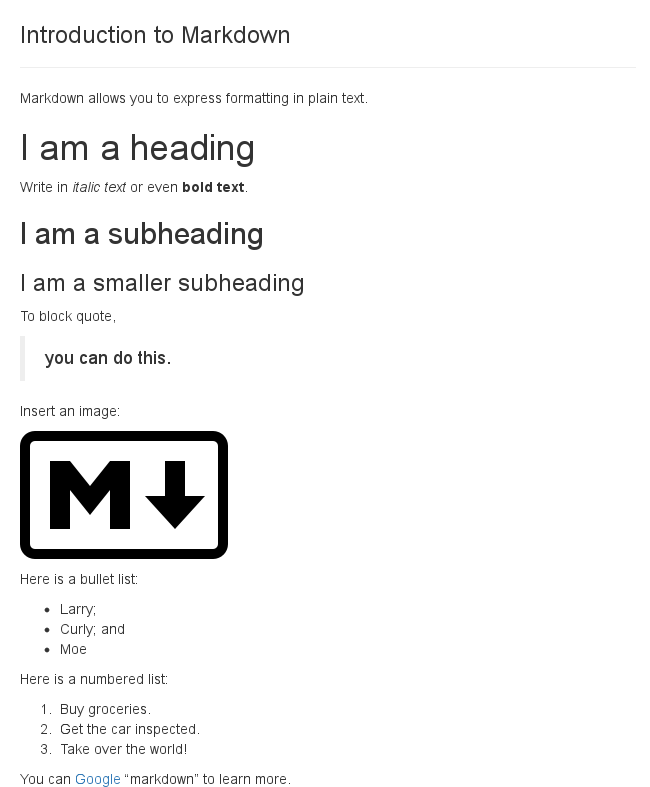 Introduction to Markdown
Markdown allows you to express formatting in plain text.
I am a heading
Write in italic text or even bold text.
I am a subheading
I am a smaller subheading
To block quote,
you can do this.
Insert an image:
M
Here is a bullet list:
• Larry;
• Curly; and
• Moe
Here is a numbered list:
1. Buy groceries.
2. Get the car inspected.
3. Take over the world!
You can Google “markdown” to learn more.